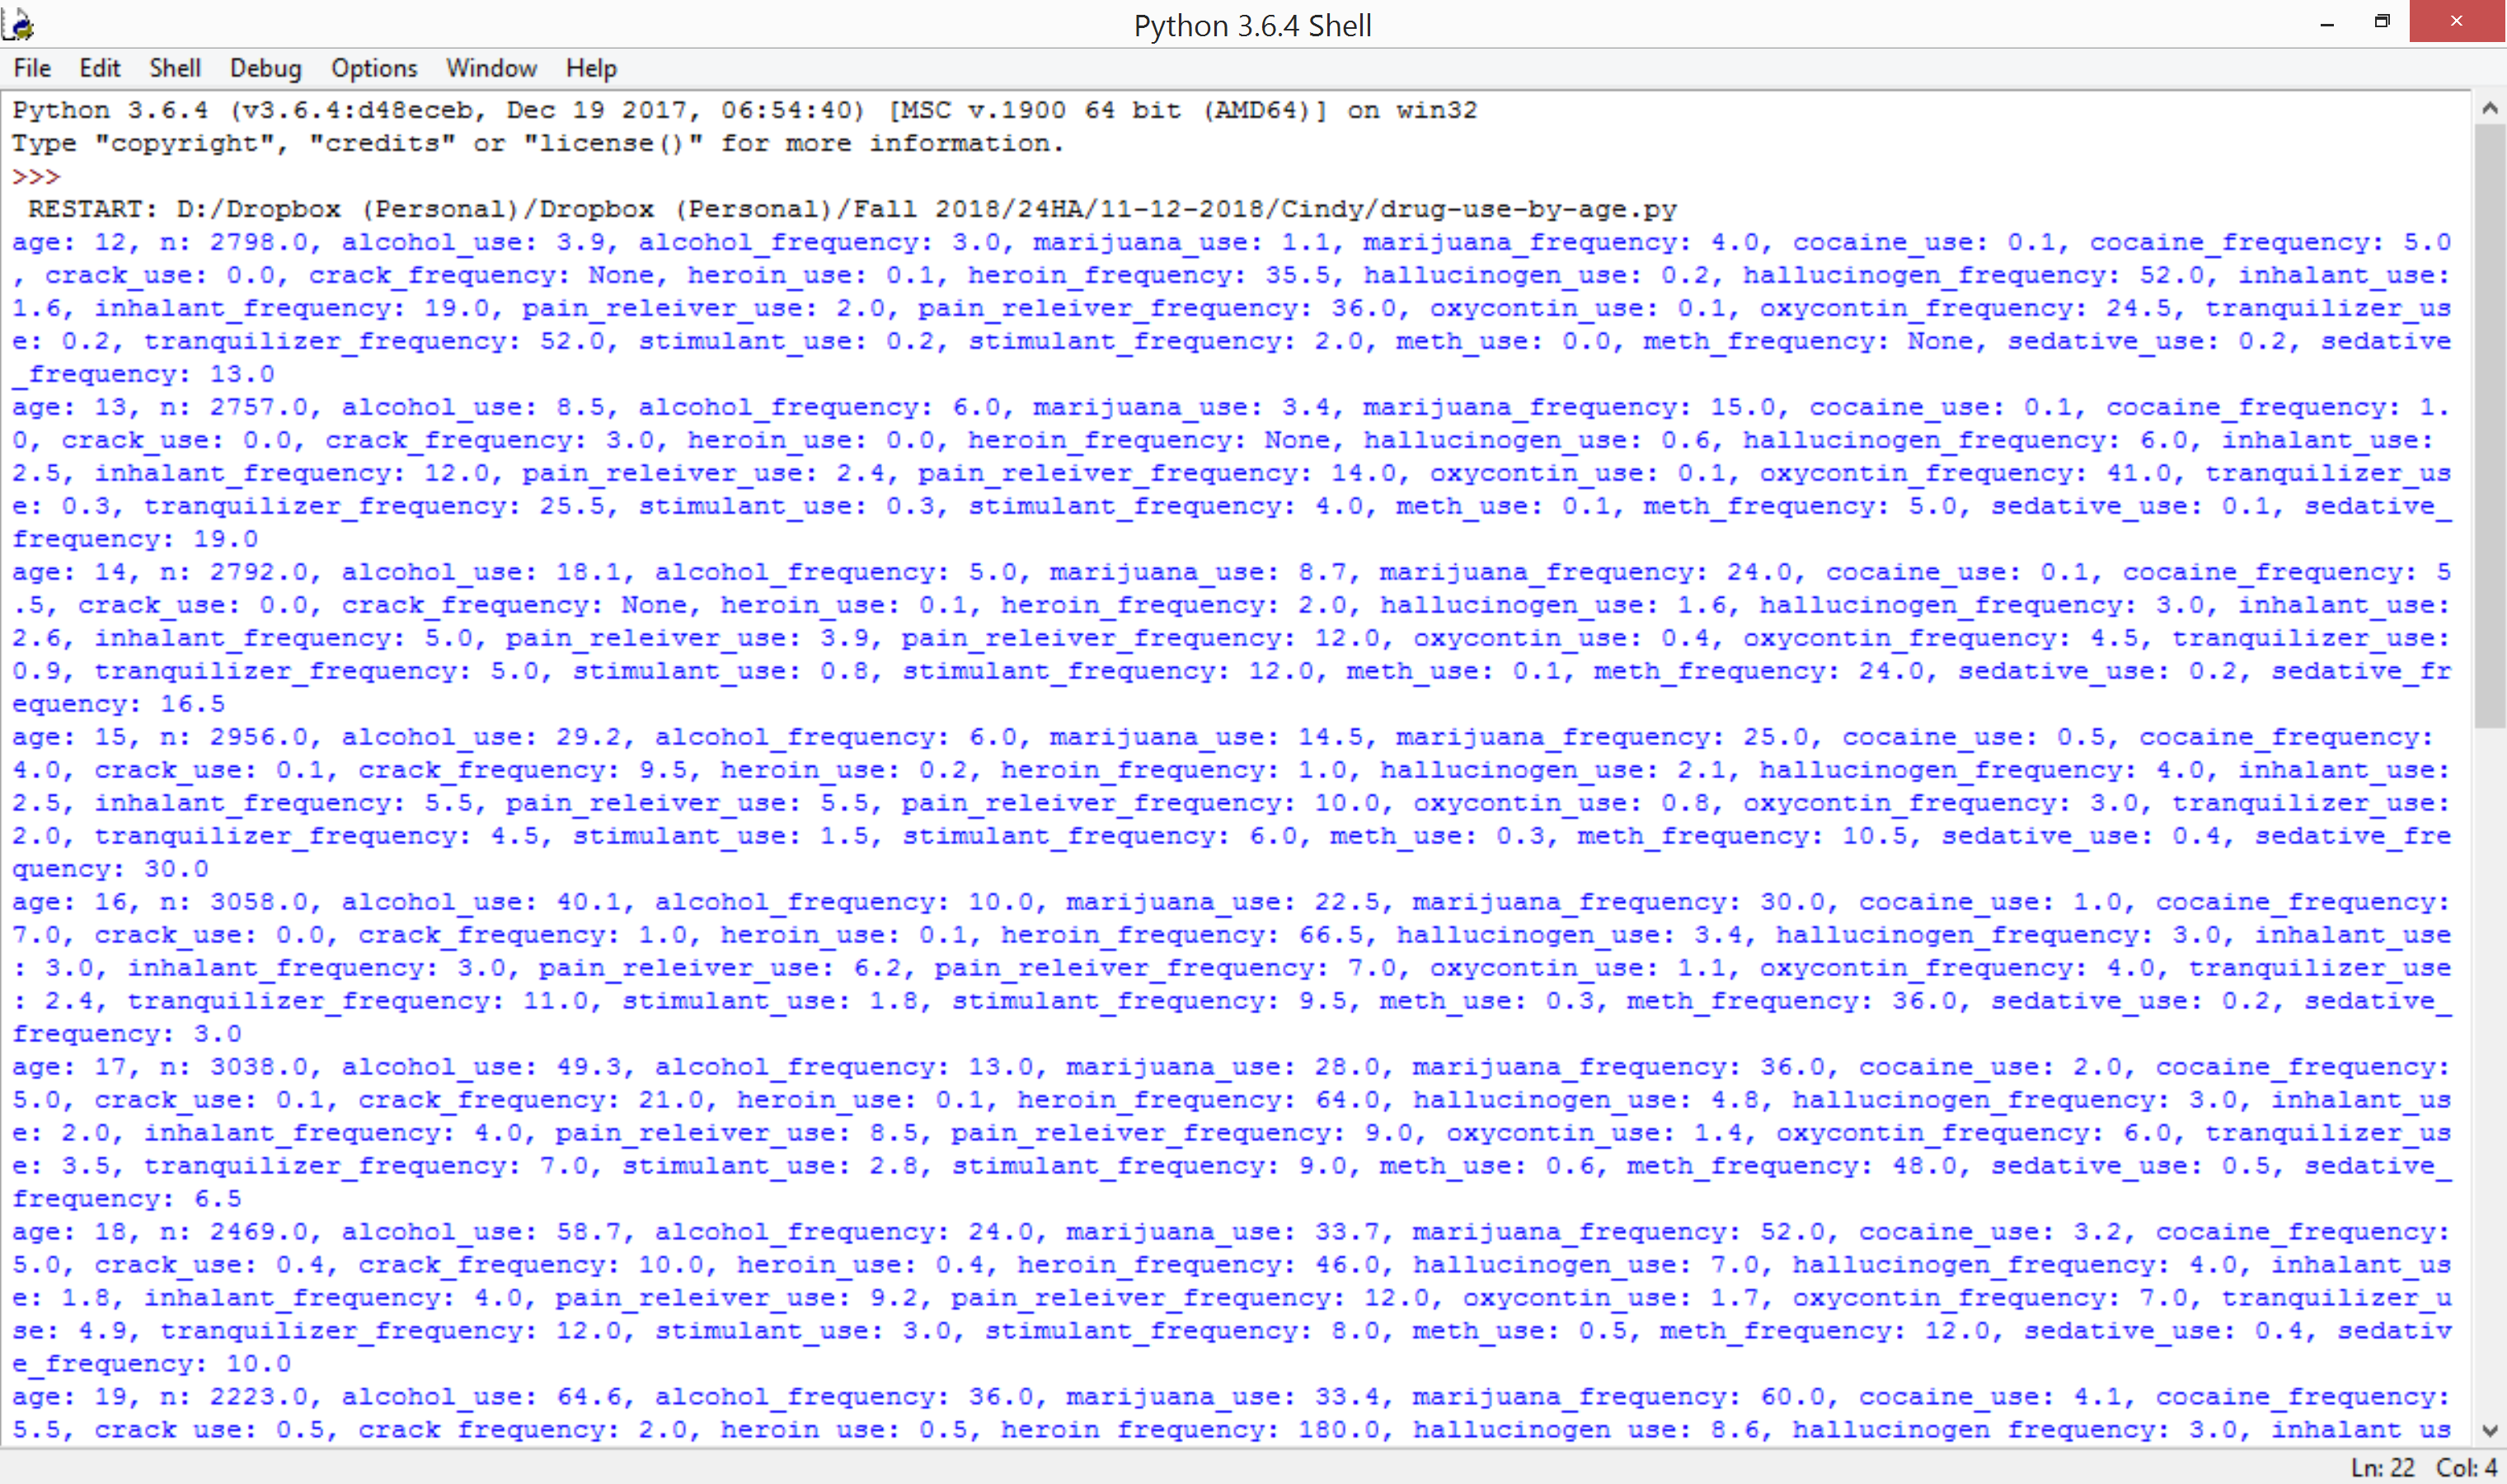 Python 3.6.4 Shell
File Edit Shell Debug Options Window Help
Python 3.6.4 (v3.6.4:d48eceb, Dec 19 2017, 06:54:40) [MSC v.1900 64 bit (AMD64)] on win32
Type "copyright", "credits" or "license()" for more information.
>>>
 RESTART: D:/Dropbox (Personal)/Dropbox (Personal)/Fall 2018/24HA/11-12-2018/Cindy/drug-use-by-age.py
age: 12, n: 2798.0, alcohol_use: 3.9, alcohol_frequency: 3.0, marijuana_use: 1.1, marijuana_frequency: 4.0, cocaine_use: 0.1, cocaine_frequency: 5.0
, crack_use: 0.0, crack_frequency: None, heroin_use: 0.1, heroin_frequency: 35.5, hallucinogen_use: 0.2, hallucinogen_frequency: 52.0, inhalant_use:
1.6, inhalant_frequency: 19.0, pain_releiver_use: 2.0, pain_releiver_frequency: 36.0, oxycontin_use: 0.1, oxycontin_frequency: 24.5, tranquilizer_us
e: 0.2, tranquilizer_frequency: 52.0, stimulant_use: 0.2, stimulant_frequency: 2.0, meth_use: 0.0, meth_frequency: None, sedative_use: 0.2, sedative
_frequency: 13.0
age: 13, n: 2757.0, alcohol_use: 8.5, alcohol_frequency: 6.0, marijuana_use: 3.4, marijuana_frequency: 15.0, cocaine_use: 0.1, cocaine_frequency: 1.
0, crack_use: 0.0, crack_frequency: 3.0, heroin_use: 0.0, heroin_frequency: None, hallucinogen_use: 0.6, hallucinogen_frequency: 6.0, inhalant_use:
2.5, inhalant_frequency: 12.0, pain_releiver_use: 2.4, pain_releiver_frequency: 14.0, oxycontin_use: 0.1, oxycontin_frequency: 41.0, tranquilizer_us
e: 0.3, tranquilizer_frequency: 25.5, stimulant_use: 0.3, stimulant_frequency: 4.0, meth_use: 0.1, meth_frequency: 5.0, sedative_use: 0.1, sedative_
frequency: 19.0
age: 14, n: 2792.0, alcohol_use: 18.1, alcohol_frequency: 5.0, marijuana_use: 8.7, marijuana_frequency: 24.0, cocaine_use: 0.1, cocaine_frequency: 5
.5, crack_use: 0.0, crack_frequency: None, heroin_use: 0.1, heroin_frequency: 2.0, hallucinogen_use: 1.6, hallucinogen_frequency: 3.0, inhalant_use:
2.6, inhalant_frequency: 5.0, pain_releiver_use: 3.9, pain_releiver_frequency: 12.0, oxycontin_use: 0.4, oxycontin_frequency: 4.5, tranquilizer_use:
0.9, tranquilizer_frequency: 5.0, stimulant_use: 0.8, stimulant_frequency: 12.0, meth_use: 0.1, meth_frequency: 24.0, sedative_use: 0.2, sedative_fr
equency: 16.5
age: 15, n: 2956.0, alcohol_use: 29.2, alcohol_frequency: 6.0, marijuana_use: 14.5, marijuana_frequency: 25.0, cocaine_use: 0.5, cocaine_frequency:
4.0, crack_use: 0.1, crack_frequency: 9.5, heroin_use: 0.2, heroin_frequency: 1.0, hallucinogen_use: 2.1, hallucinogen_frequency: 4.0, inhalant_use:
2.5, inhalant_frequency: 5.5, pain_releiver_use: 5.5, pain_releiver_frequency: 10.0, oxycontin_use: 0.8, oxycontin_frequency: 3.0, tranquilizer_use:
2.0, tranquilizer_frequency: 4.5, stimulant_use: 1.5, stimulant_frequency: 6.0, meth_use: 0.3, meth_frequency: 10.5, sedative_use: 0.4, sedative_fre
quency: 30.0
age: 16, n: 3058.0, alcohol_use: 40.1, alcohol_frequency: 10.0, marijuana_use: 22.5, marijuana_frequency: 30.0, cocaine_use: 1.0, cocaine_frequency:
7.0, crack_use: 0.0, crack_frequency: 1.0, heroin_use: 0.1, heroin_frequency: 66.5, hallucinogen_use: 3.4, hallucinogen_frequency: 3.0, inhalant_use
: 3.0, inhalant_frequency: 3.0, pain_releiver_use: 6.2, pain_releiver_frequency: 7.0, oxycontin_use: 1.1, oxycontin_frequency: 4.0, tranquilizer_use
: 2.4, tranquilizer_frequency: 11.0, stimulant_use: 1.8, stimulant_frequency: 9.5, meth_use: 0.3, meth_frequency: 36.0, sedative_use: 0.2, sedative_
frequency: 3.0
age: 17, n: 3038.0, alcohol_use: 49.3, alcohol_frequency: 13.0, marijuana_use: 28.0, marijuana_frequency: 36.0, cocaine_use: 2.0, cocaine_frequency:
5.0, crack_use: 0.1, crack_frequency: 21.0, heroin_use: 0.1, heroin_frequency: 64.0, hallucinogen_use: 4.8, hallucinogen_frequency: 3.0, inhalant_us
e: 2.0, inhalant_frequency: 4.0, pain_releiver_use: 8.5, pain_releiver_frequency: 9.0, oxycontin_use: 1.4, oxycontin_frequency: 6.0, tranquilizer_us
e: 3.5, tranquilizer_frequency: 7.0, stimulant_use: 2.8, stimulant_frequency: 9.0, meth_use: 0.6, meth_frequency: 48.0, sedative_use: 0.5, sedative_
frequency: 6.5
age: 18, n: 2469.0, alcohol_use: 58.7, alcohol_frequency: 24.0, marijuana_use: 33.7, marijuana_frequency: 52.0, cocaine_use: 3.2, cocaine_frequency:
5.0, crack_use: 0.4, crack_frequency: 10.0, heroin_use: 0.4, heroin_frequency: 46.0, hallucinogen_use: 7.0, hallucinogen_frequency: 4.0, inhalant_us
e: 1.8, inhalant_frequency: 4.0, pain_releiver_use: 9.2, pain_releiver_frequency: 12.0, oxycontin_use: 1.7, oxycontin_frequency: 7.0, tranquilizer_u
se: 4.9, tranquilizer_frequency: 12.0, stimulant_use: 3.0, stimulant_frequency: 8.0, meth_use: 0.5, meth_frequency: 12.0, sedative_use: 0.4, sedativ
e_frequency: 10.0
age: 19, n: 2223.0, alcohol_use: 64.6, alcohol_frequency: 36.0, marijuana_use: 33.4, marijuana_frequency: 60.0, cocaine_use: 4.1, cocaine_frequency:
5.5, crack_use: 0.5, crack_frequency: 2.0, heroin_use: 0.5, heroin_frequency: 180.0, hallucinogen_use: 8.6, hallucinogen_frequency: 3.0, inhalant_us
Ln: 22 Col: 4